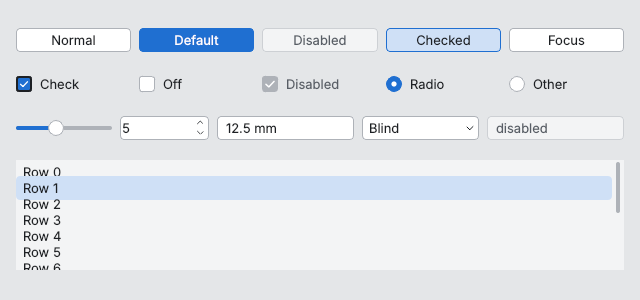 Normal Default Disabled Checked Focus
Check Off Disabled Radio Other
5 12.5 mm Blind disabled
Row 0
Row 1
Row 2
Row 3
Row 4
Row 5
Row 6